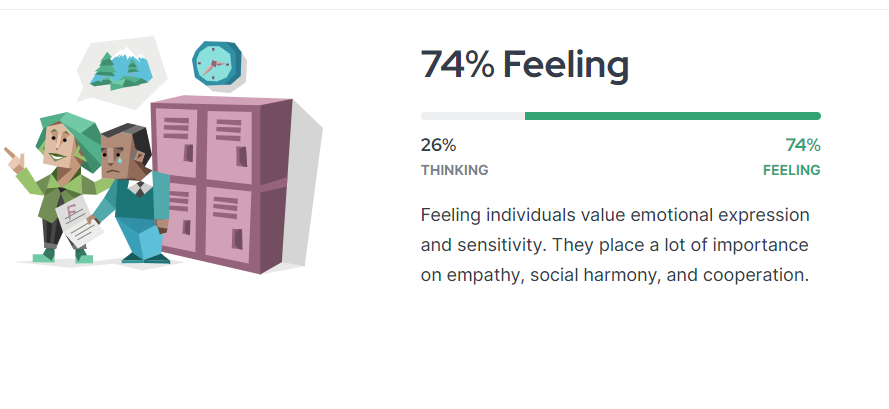 74% Feeling
26%
74%
THINKING
FEELING
Feeling individuals value emotional expression
and sensitivity. They place a lot of importance
on empathy, social harmony, and cooperation.
F